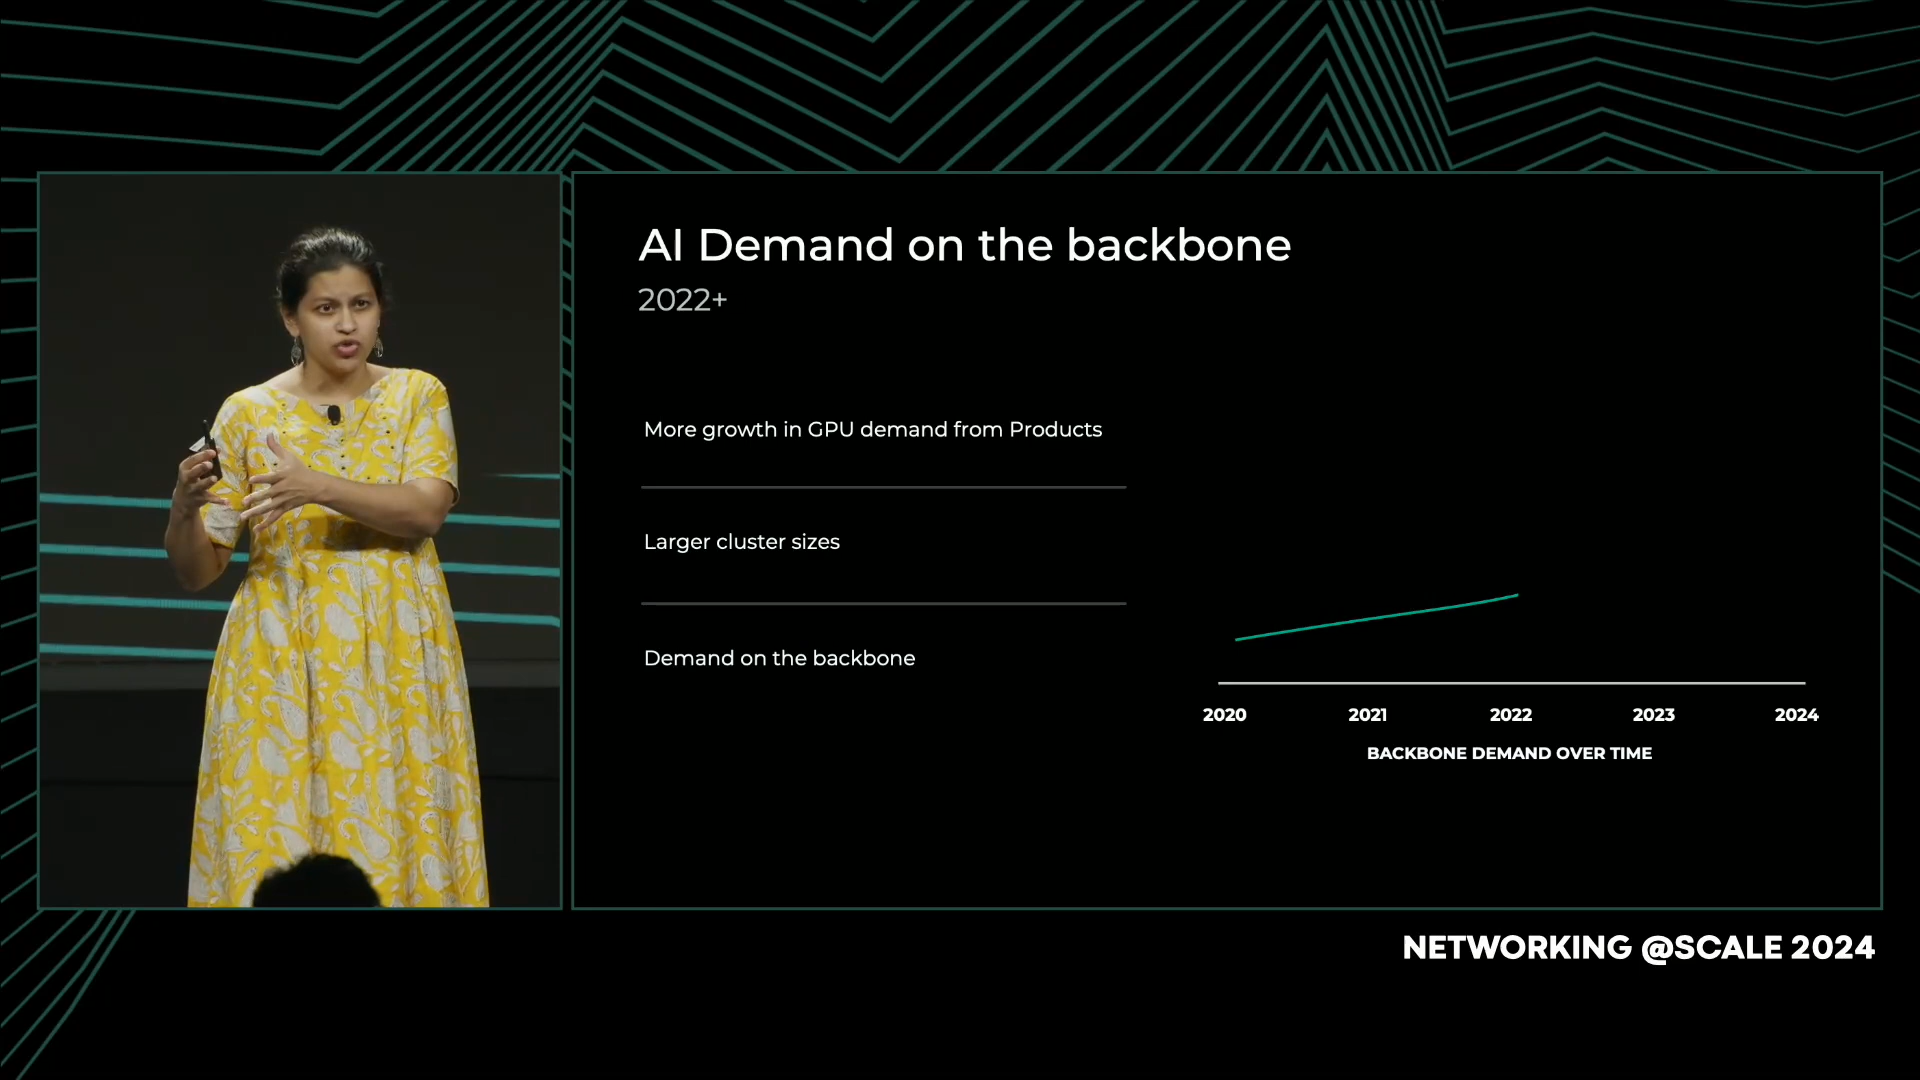 AI Demand on the backbone
2022+
More growth in GPU demand from Products
Larger cluster sizes
Demand on the backbone
2020 2021 2022 2023 2024
BACKBONE DEMAND OVER TIME
NETWORKING @SCALE 2024